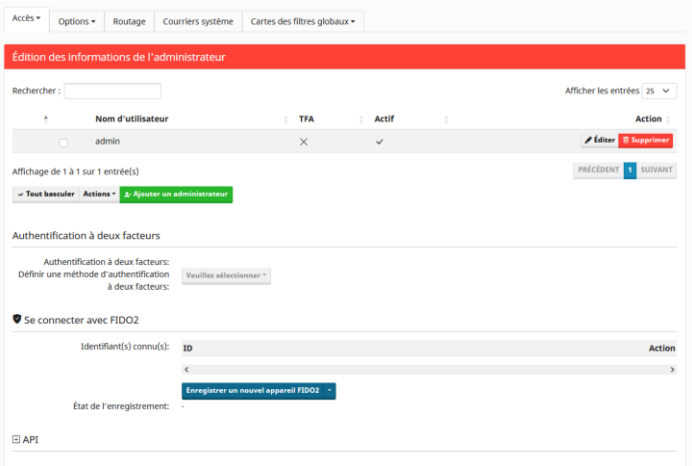 Accès
Options
Routage
Courriers système
Cartes des filtres globaux
Édition des informations de l'administrateur
Rechercher :
Afficher les entrées 25
Nom d'utilisateur TFA Actif Action
admin Éditer Supprimer
Affichage de 1 à 1 sur 1 entrée(s)
PRÉCÉDENT 1 SUIVANT
Tout basculer Actions Ajouter un administrateur
Authentification à deux facteurs
Authentification à deux facteurs:
Définir une méthode d'authentification
à deux facteurs:
Veuillez sélectionner
Se connecter avec FIDO2
Identifiant(s) connu(s):
ID Action
Enregistrer un nouvel appareil FIDO2
État de l'enregistrement: -
API